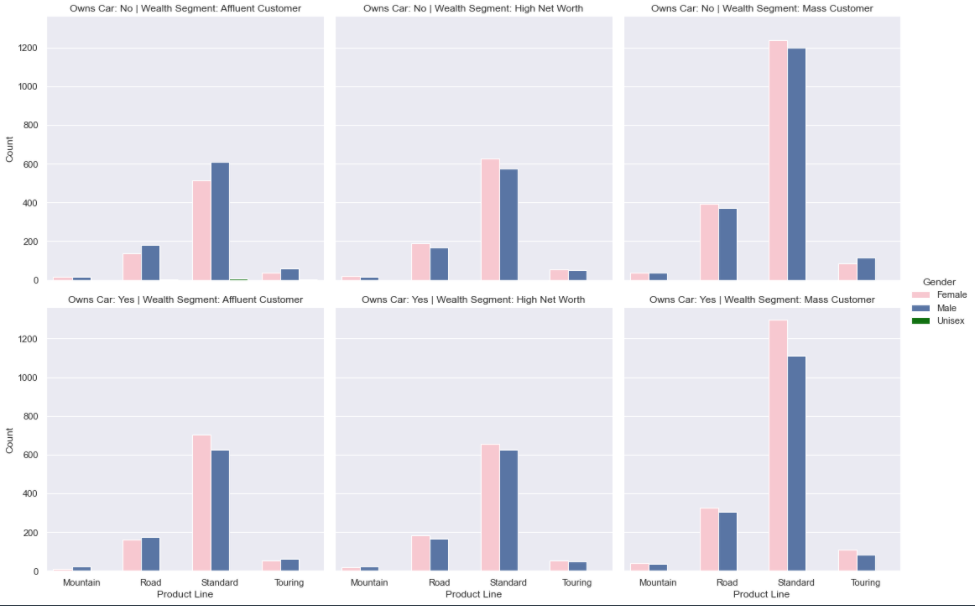 Owns Car: No | Wealth Segment: Affluent Customer
Owns Car: No | Wealth Segment: High Net Worth
Owns Car: No | Wealth Segment: Mass Customer
1200
1000
800
600
400
200
0
Count
Owns Car: Yes | Wealth Segment: Affluent Customer
Owns Car: Yes | Wealth Segment: High Net Worth
Owns Car: Yes | Wealth Segment: Mass Customer
Gender
Female
Male
Unisex
1200
1000
800
600
400
200
0
Count
Mountain Road Standard Touring
Mountain Road Standard Touring
Mountain Road Standard Touring
Product Line
Product Line
Product Line